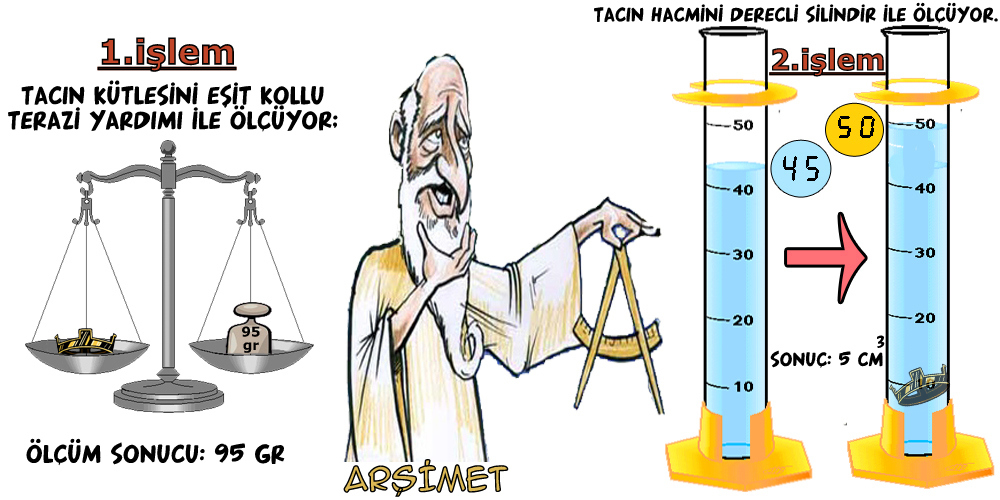 1.işlem
TACIN KÜTLESİNİ EŞİT KOLLU
TERAZİ YARDIMI İLE ÖLÇÜYOR:
95
gr
ÖLÇÜM SONUCU: 95 GR
ARŞİMET
TACIN HACMİNİ DERECLİ SİLİNDİR İLE ÖLÇÜYOR.
2.işlem
50
40
30
20
10
45
50
SONUÇ: 5 CM³
50
40
30
20
10